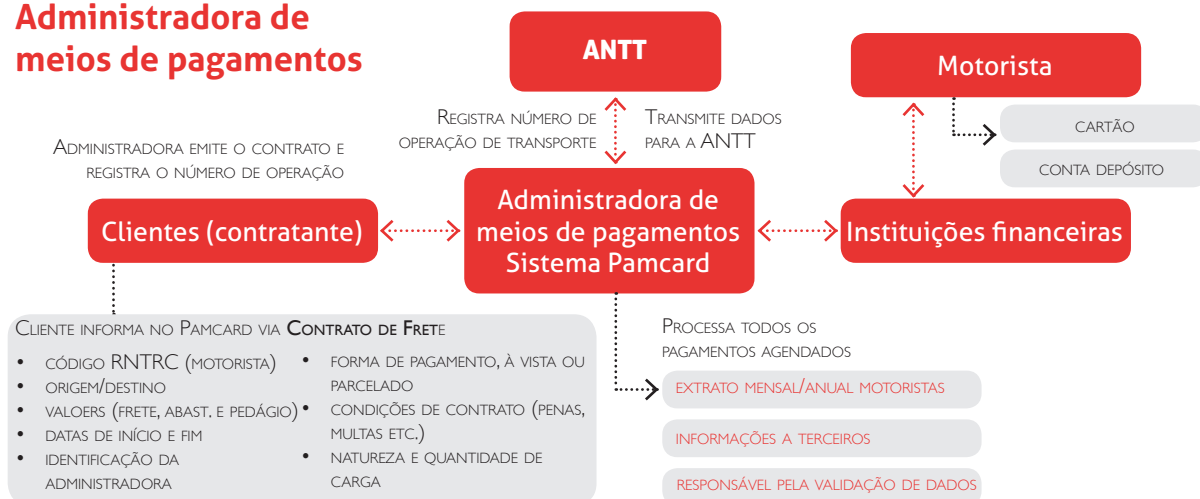 Administradora de
meios de pagamentos
ANTT
Motorista
CARTÃO
CONTA DEPÓSITO
REGISTRA NÚMERO DE
OPERAÇÃO DE TRANSPORTE
TRANSMITE DADOS
PARA A ANTT
ADMINISTRADORA EMITE O CONTRATO E
REGISTRA O NÚMERO DE OPERAÇÃO
Clientes (contratante)
Administradora de
meios de pagamentos
Sistema Pamcard
Instituições financeiras
CLIENTE INFORMA NO PAMCARD VIA CONTRATO DE FRETE
• CÓDIGO RNTRC (MOTORISTA)
• ORIGEM/DESTINO
• VALOERS (FRETE, ABAST. E PEDÁGIO)
• DATAS DE INÍCIO E FIM
• IDENTIFICAÇÃO DA
ADMINISTRADORA
• FORMA DE PAGAMENTO, À VISTA OU
PARCELADO
• CONDIÇÕES DE CONTRATO (PENAS,
MULTAS ETC.)
• NATUREZA E QUANTIDADE DE
CARGA
PROCESSA TODOS OS
PAGAMENTOS AGENDADOS
EXTRATO MENSAL/ANUAL MOTORISTAS
INFORMAÇÕES A TERCEIROS
RESPONSÁVEL PELA VALIDAÇÃO DE DADOS